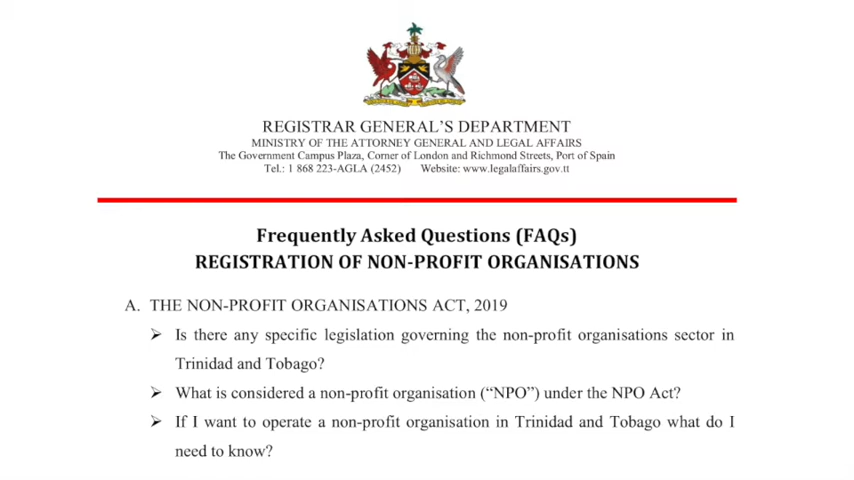 REGISTRAR GENERAL'S DEPARTMENT
MINISTRY OF THE ATTORNEY GENERAL AND LEGAL AFFAIRS
The Government Campus Plaza, Corner of London and Richmond Streets, Port of Spain
Tel.: 1 868 223-AGLA (2452) Website: www.legalaffairs.gov.tt
Frequently Asked Questions (FAQs)
REGISTRATION OF NON-PROFIT ORGANISATIONS
A. THE NON-PROFIT ORGANISATIONS ACT, 2019
➢ Is there any specific legislation governing the non-profit organisations sector in
Trinidad and Tobago?
➢ What is considered a non-profit organisation (“NPO”) under the NPO Act?
➢ If I want to operate a non-profit organisation in Trinidad and Tobago what do I
need to know?